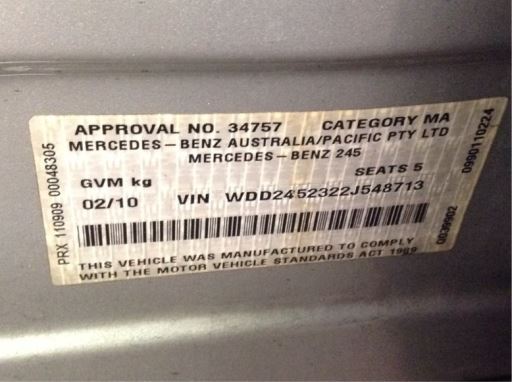 APPROVAL NO. 34757 CATEGORY MA
MERCEDES-BENZ AUSTRALIA/PACIFIC PTY LTD
MERCEDES-BENZ 245
SEATS 5
GVM kg
02/10 VIN WDD2452322J548713
THIS VEHICLE WAS MANUFACTURED TO COMPLY
WITH THE MOTOR VEHICLE STANDARDS ACT 1989
PRX 110909 00048305
0990110224